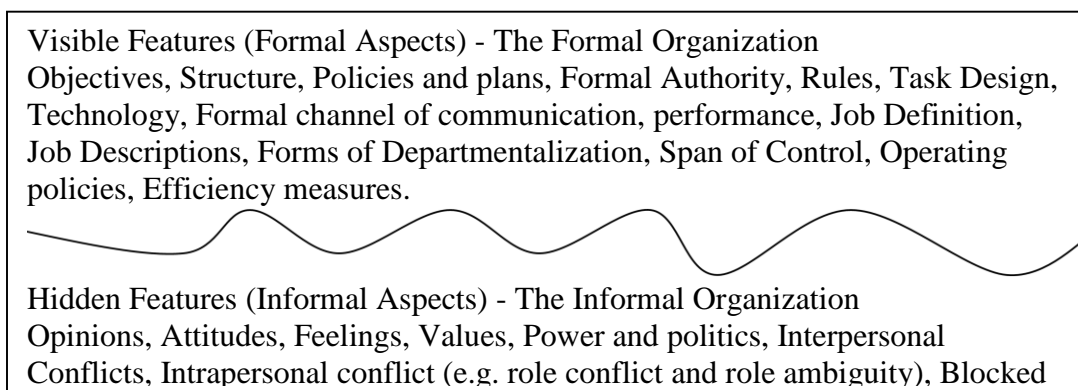 Visible Features (Formal Aspects) - The Formal Organization
Objectives, Structure, Policies and plans, Formal Authority, Rules, Task Design,
Technology, Formal channel of communication, performance, Job Definition,
Job Descriptions, Forms of Departmentalization, Span of Control, Operating
policies, Efficiency measures.
Hidden Features (Informal Aspects) - The Informal Organization
Opinions, Attitudes, Feelings, Values, Power and politics, Interpersonal
Conflicts, Intrapersonal conflict (e.g. role conflict and role ambiguity), Blocked